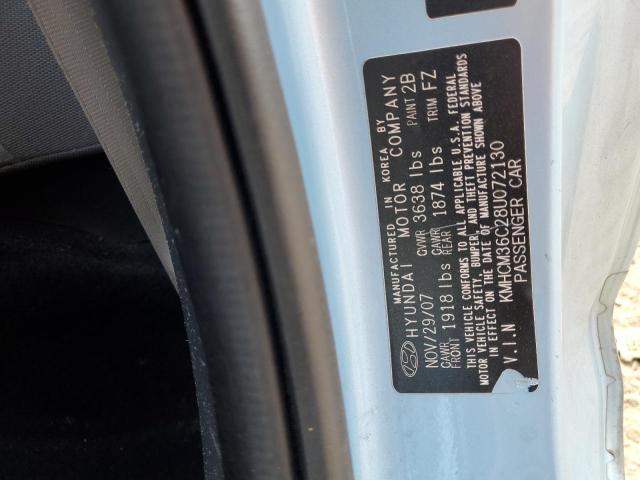 MANUFACTURED IN KOREA BY
HYUNDAI MOTOR COMPANY
NOV/29/07 GVWR 3638 lbs PAINT 2B
GAWR FRONT 1918 lbs GAWR REAR 1874 lbs TRIM FZ
THIS VEHICLE CONFORMS TO ALL APPLICABLE U.S.A. FEDERAL
MOTOR VEHICLE SAFETY, BUMPER, AND THEFT PREVENTION STANDARDS
IN EFFECT ON THE DATE OF MANUFACTURE SHOWN ABOVE
V.I.N KMHCM36C28U072130
PASSENGER CAR